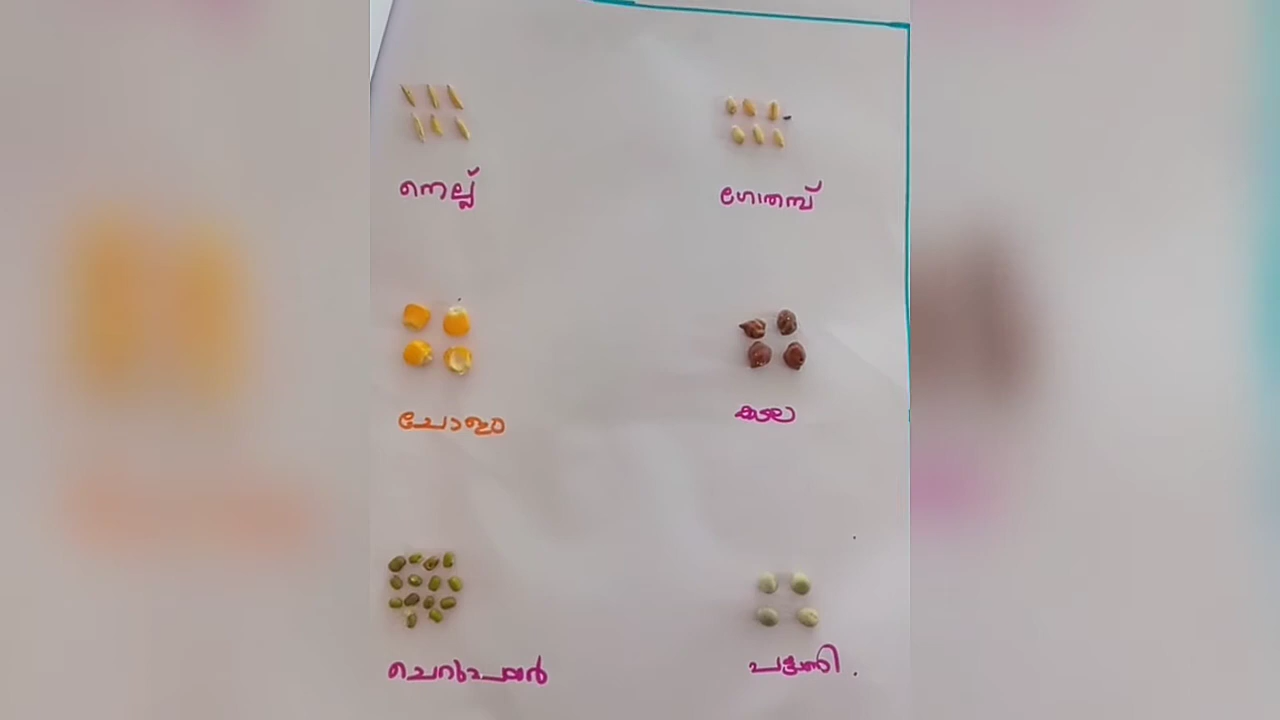 നെല്ല്
ഗോതമ്പ്
ചോളം
കടല
ചെറുപയർ
പട്ടാണി.